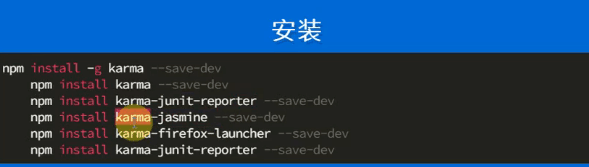 安装
npm install -g karma --save-dev
npm install karma --save-dev
npm install karma-junit-reporter --save-dev
npm install karma-jasmine --save-dev
npm install karma-firefox-launcher --save-dev
npm install karma-junit-reporter --save-dev